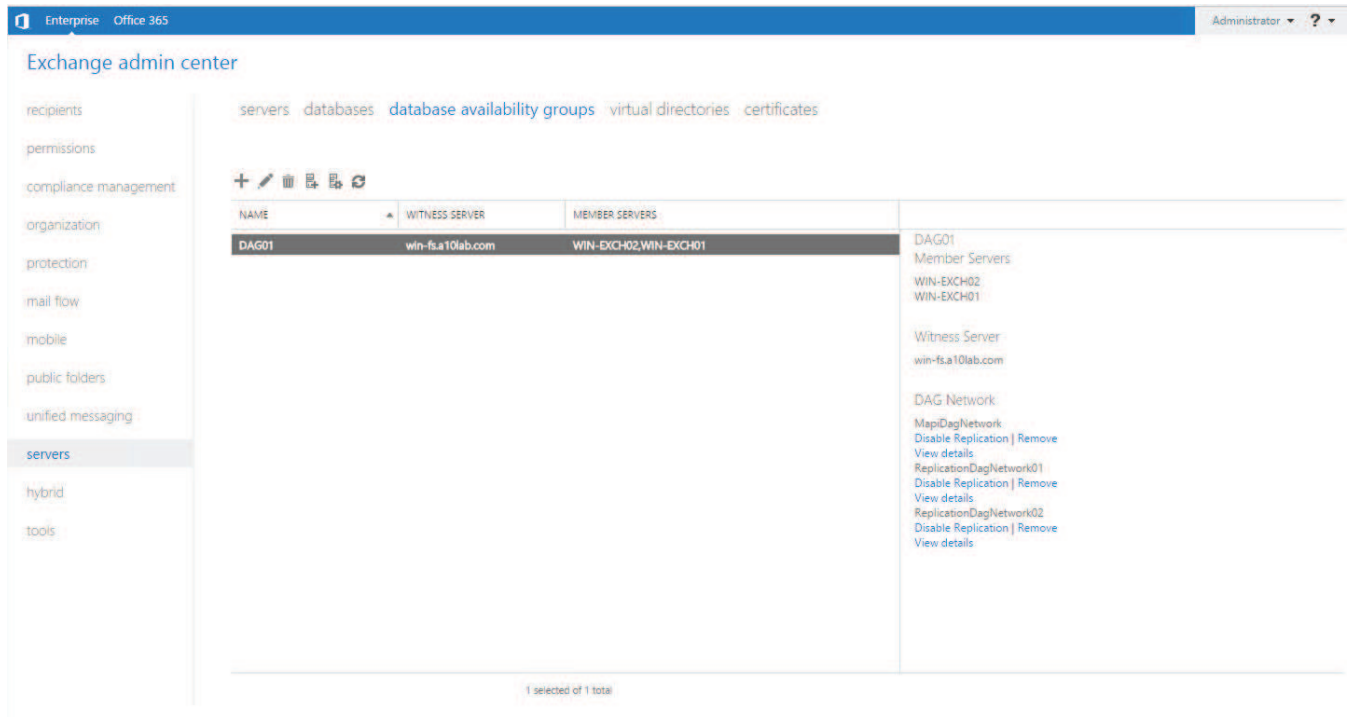 Enterprise Office 365
Administrator ?
Exchange admin center
recipients
permissions
compliance management
organization
protection
mail flow
mobile
public folders
unified messaging
servers
hybrid
tools
servers databases database availability groups virtual directories certificates
NAME WITNESS SERVER MEMBER SERVERS
DAG01 win-fs.a10lab.com WIN-EXCH02,WIN-EXCH01
DAG01
Member Servers
WIN-EXCH02
WIN-EXCH01
Witness Server
win-fs.a10lab.com
DAG Network
MapiDagNetwork
Disable Replication | Remove
View details
ReplicationDagNetwork01
Disable Replication | Remove
View details
ReplicationDagNetwork02
Disable Replication | Remove
View details
1 selected of 1 total